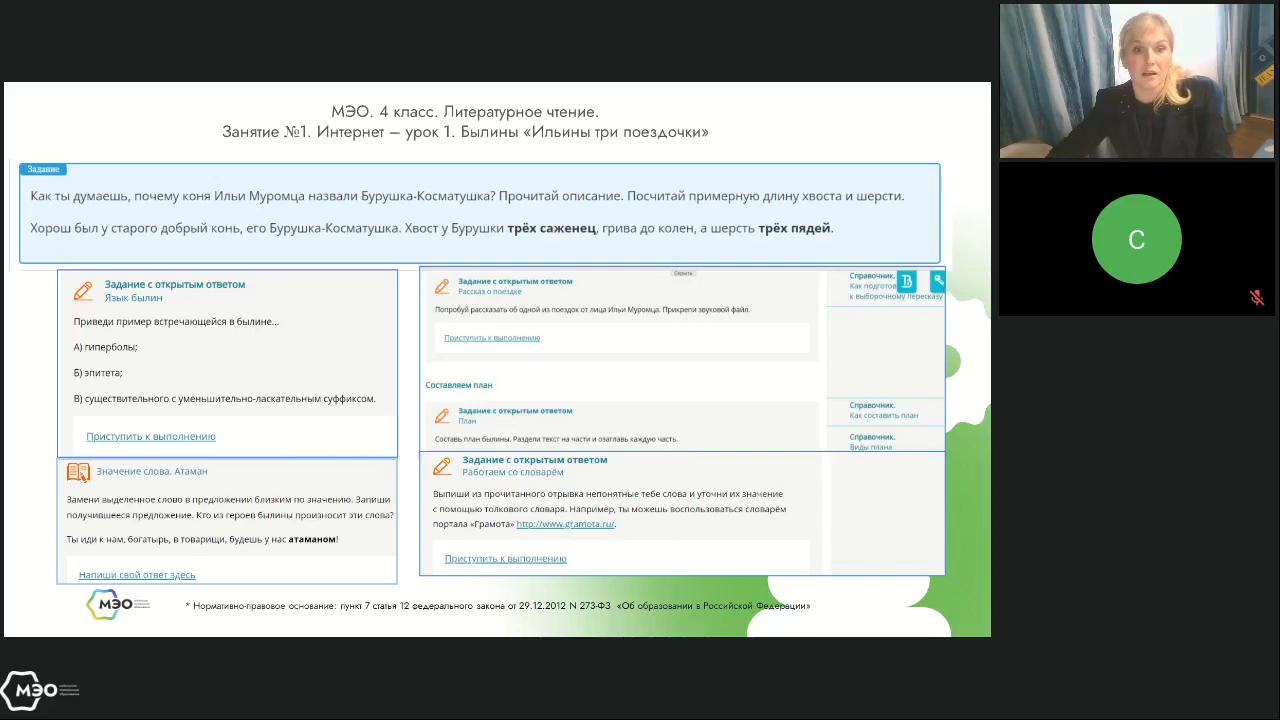 МЭО. 4 класс. Литературное чтение.
Занятие №1. Интернет – урок 1. Былины «Ильины три поездочки»
Задание
Как ты думаешь, почему коня Ильи Муромца назвали Бурушка-Косматушка? Прочитай описание. Посчитай примерную длину хвоста и шерсти.
Хорош был у старого добрый конь, его Бурушка-Косматушка. Хвост у Бурушки трёх саженец, грива до колен, а шерсть трёх пядей.
Задание с открытым ответом
Язык былин
Приведи пример встречающейся в былине...
А) гиперболы;
Б) эпитета;
В) существительного с уменьшительно-ласкательным суффиксом.
Приступить к выполнению
Значение слова. Атаман
Замени выделенное слово в предложении близким по значению. Запиши
получившееся предложение. Кто из героев былины произносит эти слова?
Ты иди к нам, богатырь, в товарищи, будешь у нас атаманом!
Напиши свой ответ здесь
Задание с открытым ответом
Рассказ о поездке
Попробуй рассказать об одной из поездок от лица Ильи Муромца. Прикрепи звуковой файл.
Приступить к выполнению
Составляем план
Задание с открытым ответом
План
Составь план былины. Раздели текст на части и озаглавь каждую часть.
Справочник.
Как подготов
к выборочному пересказу
Справочник.
Как составить план
Справочник.
Виды плана
Задание с открытым ответом
Работаем со словарём
Выпиши из прочитанного отрывка непонятные тебе слова и уточни их значение
с помощью толкового словаря. Например, ты можешь воспользоваться словарём
портала «Грамота» http://www.gramota.ru/.
Приступить к выполнению
МЭО
* Нормативно-правовое основание: пункт 7 статья 12 федерального закона от 29.12.2012 N 273-ФЗ «Об образовании в Российской Федерации»
С
МЭО